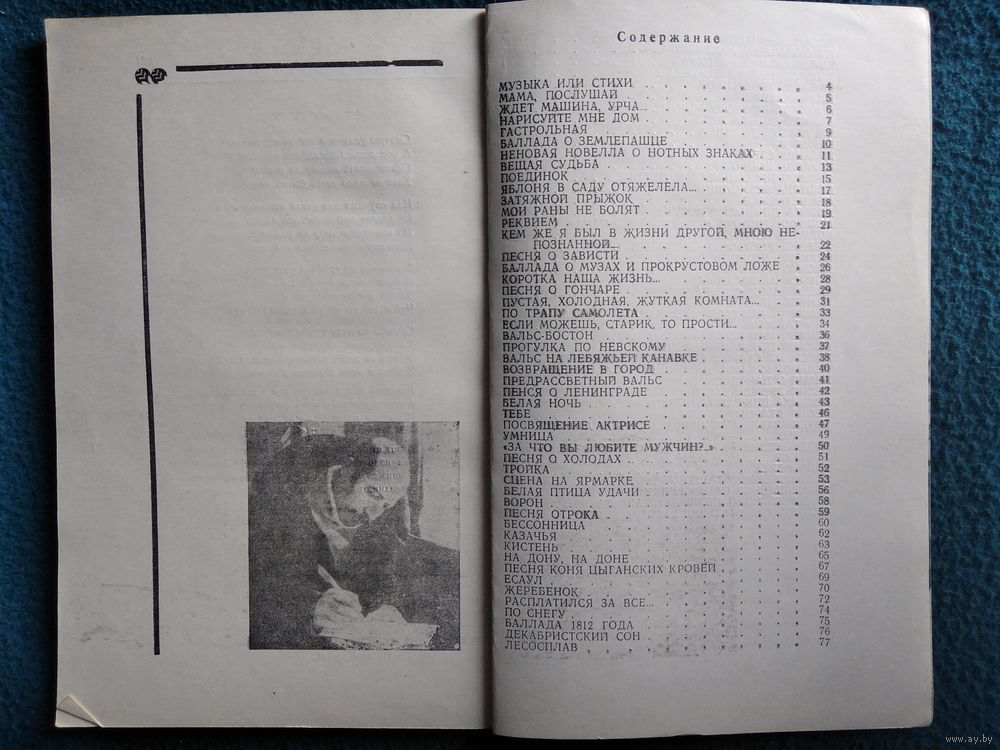 Содержание
МУЗЫКА ИЛИ СТИХИ 4
МАМА, ПОСЛУШАЙ 5
ЖДЕТ МАШИНА, УРЧА... 6
НАРИСУЙТЕ МНЕ ДОМ 7
ГАСТРОЛЬНАЯ 9
БАЛЛАДА О ЗЕМЛЕПАШЦЕ 10
НЕНОВАЯ НОВЕЛЛА О НОТНЫХ ЗНАКАХ 11
ВЕЩАЯ СУДЬБА 13
ПОЕДИНОК 15
ЯБЛОНЯ В САДУ ОТЯЖЕЛЕЛА... 17
ЗАТЯЖНОЙ ПРЫЖОК 18
МОИ РАНЫ НЕ БОЛЯТ 19
РЕКВИЕМ 21
КЕМ ЖЕ Я БЫЛ В ЖИЗНИ ДРУГОЙ, МНОЮ НЕ-
ПОЗНАННОЙ... 22
ПЕСНЯ О ЗАВИСТИ 24
БАЛЛАДА О МУЗАХ И ПРОКРУСТОВОМ ЛОЖЕ 26
КОРОТКА НАША ЖИЗНЬ... 28
ПЕСНЯ О ГОНЧАРЕ 29
ПУСТАЯ, ХОЛОДНАЯ, ЖУТКАЯ КОМНАТА... 31
ПО ТРАПУ САМОЛЕТА 33
ЕСЛИ МОЖЕШЬ, СТАРИК, ТО ПРОСТИ... 34
ВАЛЬС-БОСТОН 36
ПРОГУЛКА ПО НЕВСКОМУ 37
ВАЛЬС НА ЛЕБЯЖЬЕЙ КАНАВКЕ 38
ВОЗВРАЩЕНИЕ В ГОРОД 40
ПРЕДРАССВЕТНЫЙ ВАЛЬС 41
ПЕНСЯ О ЛЕНИНГРАДЕ 42
БЕЛАЯ НОЧЬ 43
ТЕБЕ 46
ПОСВЯЩЕНИЕ АКТРИСЕ 47
УМНИЦА 49
«ЗА ЧТО ВЫ ЛЮБИТЕ МУЖЧИН?..» 50
ПЕСНЯ О ХОЛОДАХ 51
ТРОЙКА 52
СЦЕНА НА ЯРМАРКЕ 53
БЕЛАЯ ПТИЦА УДАЧИ 56
ВОРОН 58
ПЕСНЯ ОТРОКА 59
БЕССОННИЦА 60
КАЗАЧЬЯ 62
КИСТЕНЬ 63
НА ДОНУ, НА ДОНЕ 65
ПЕСНЯ КОНЯ ЦЫГАНСКИХ КРОВЕЙ 67
ЕСАУЛ 69
ЖЕРЕБЕНОК 70
РАСПЛАТИЛСЯ ЗА ВСЕ... 72
ПО СНЕГУ 74
БАЛЛАДА 1812 ГОДА 75
ДЕКАБРИСТСКИЙ СОН 76
ЛЕСОСПЛАВ 77
www.ay.by